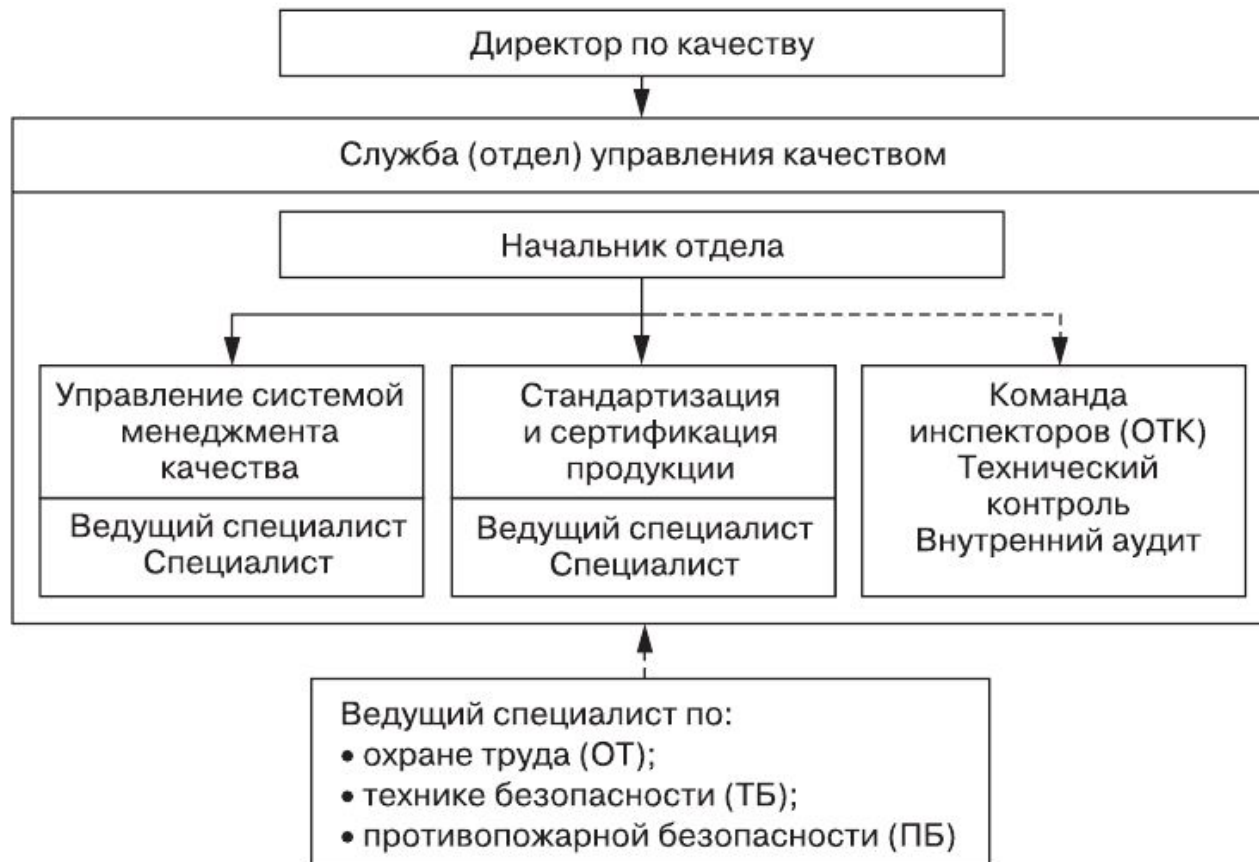 Директор по качеству
Служба (отдел) управления качеством
Начальник отдела
Управление системой
менеджмента
качества
Ведущий специалист
Специалист
Стандартизация
и сертификация
продукции
Ведущий специалист
Специалист
Команда
инспекторов (ОТК)
Технический
контроль
Внутренний аудит
Ведущий специалист по:
• охране труда (ОТ);
• технике безопасности (ТБ);
• противопожарной безопасности (ПБ)